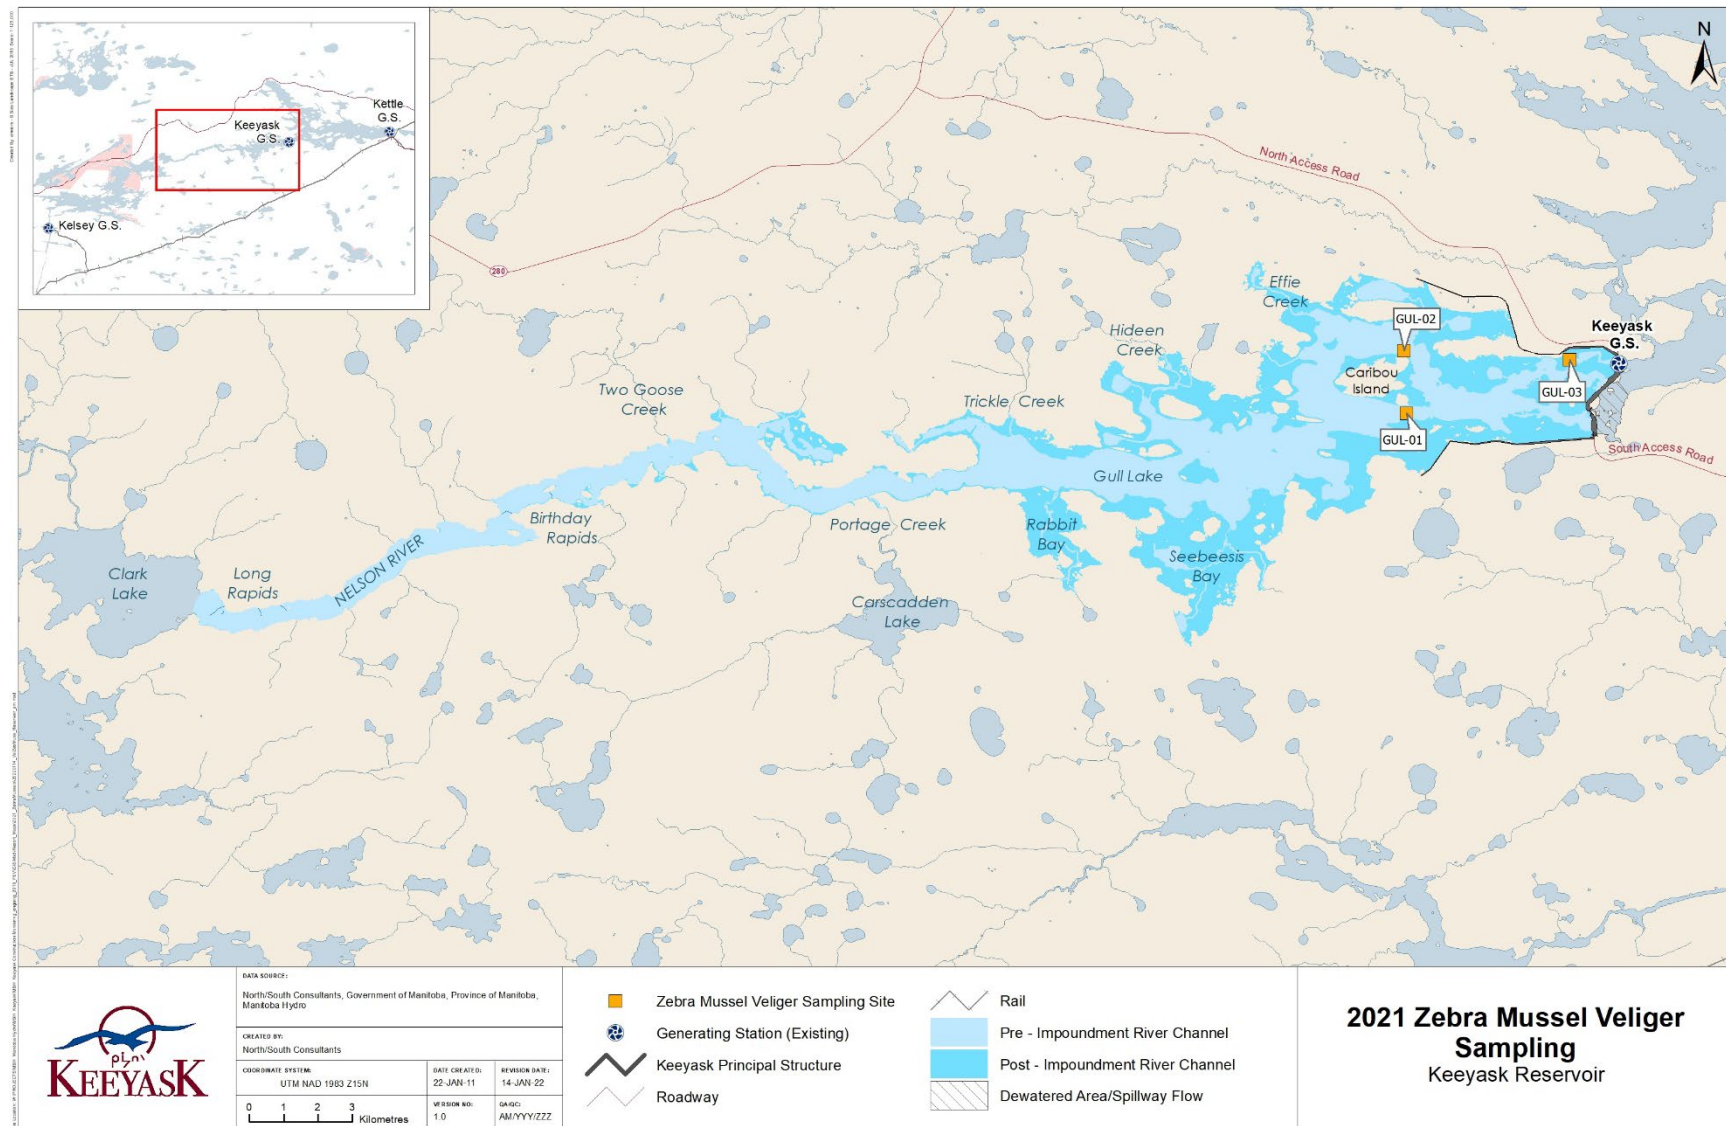 Kettle
G.S.
Keeyask
G.S.
Kelsey G.S.
N
North Access Road
280
Effie
Creek
GUL-02
Keeyask
G.S.
Hideen
Creek
Caribou
Island
GUL-03
Two Goose
Creek
Trickle Creek
GUL-01
South Access Road
Gull Lake
Birthday
Rapids
Portage Creek
Rabbit
Bay
Seebeesis
Bay
NELSON RIVER
Clark
Lake
Long
Rapids
Carscadden
Lake
KEEYASK
DATA SOURCE:
North/South Consultants, Government of Manitoba, Province of Manitoba,
Manitoba Hydro
CREATED BY:
North/South Consultants
COORDINATE SYSTEM:
UTM NAD 1983 Z15N
DATE CREATED:
22-JAN-11
REVISION DATE:
14-JAN-22
0 1 2 3 Kilometres
VERSION NO:
1.0
QA/QC:
AM/YYY/ZZZ
Zebra Mussel Veliger Sampling Site
Generating Station (Existing)
Keeyask Principal Structure
Roadway
Rail
Pre - Impoundment River Channel
Post - Impoundment River Channel
Dewatered Area/Spillway Flow
2021 Zebra Mussel Veliger
Sampling
Keeyask Reservoir